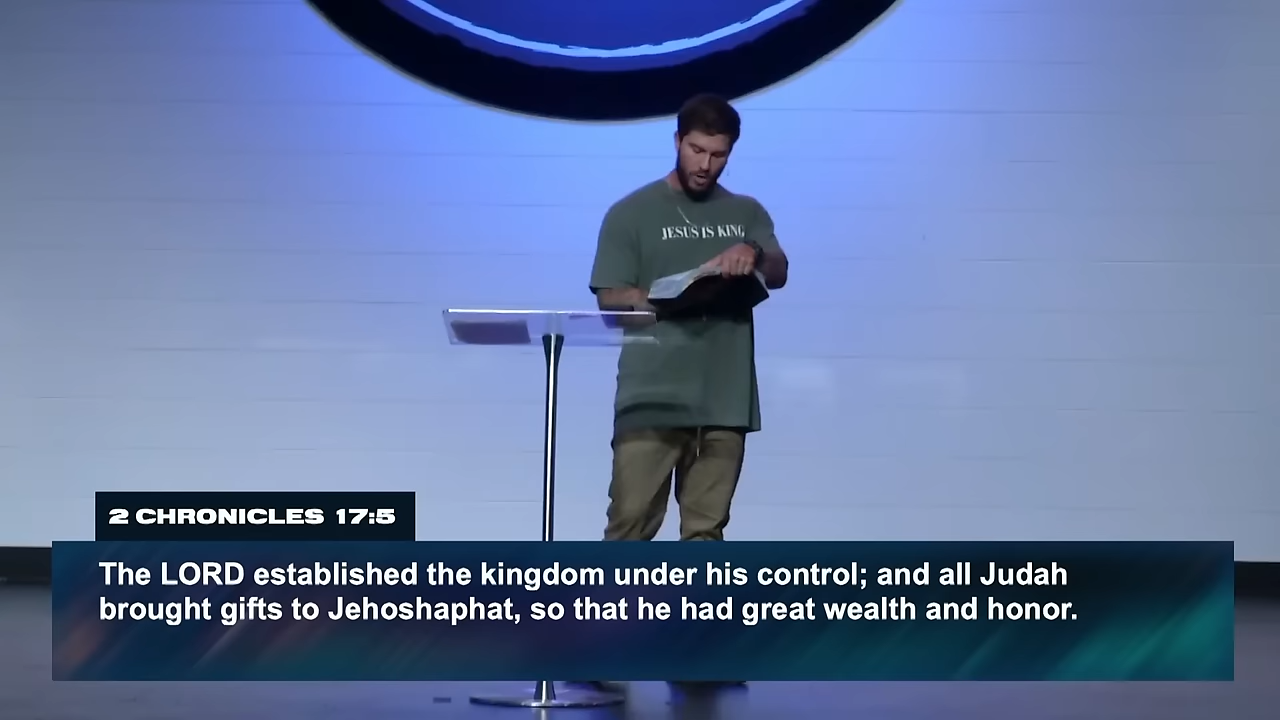 JESUS IS KING
2 CHRONICLES 17:5
The LORD established the kingdom under his control; and all Judah
brought gifts to Jehoshaphat, so that he had great wealth and honor.